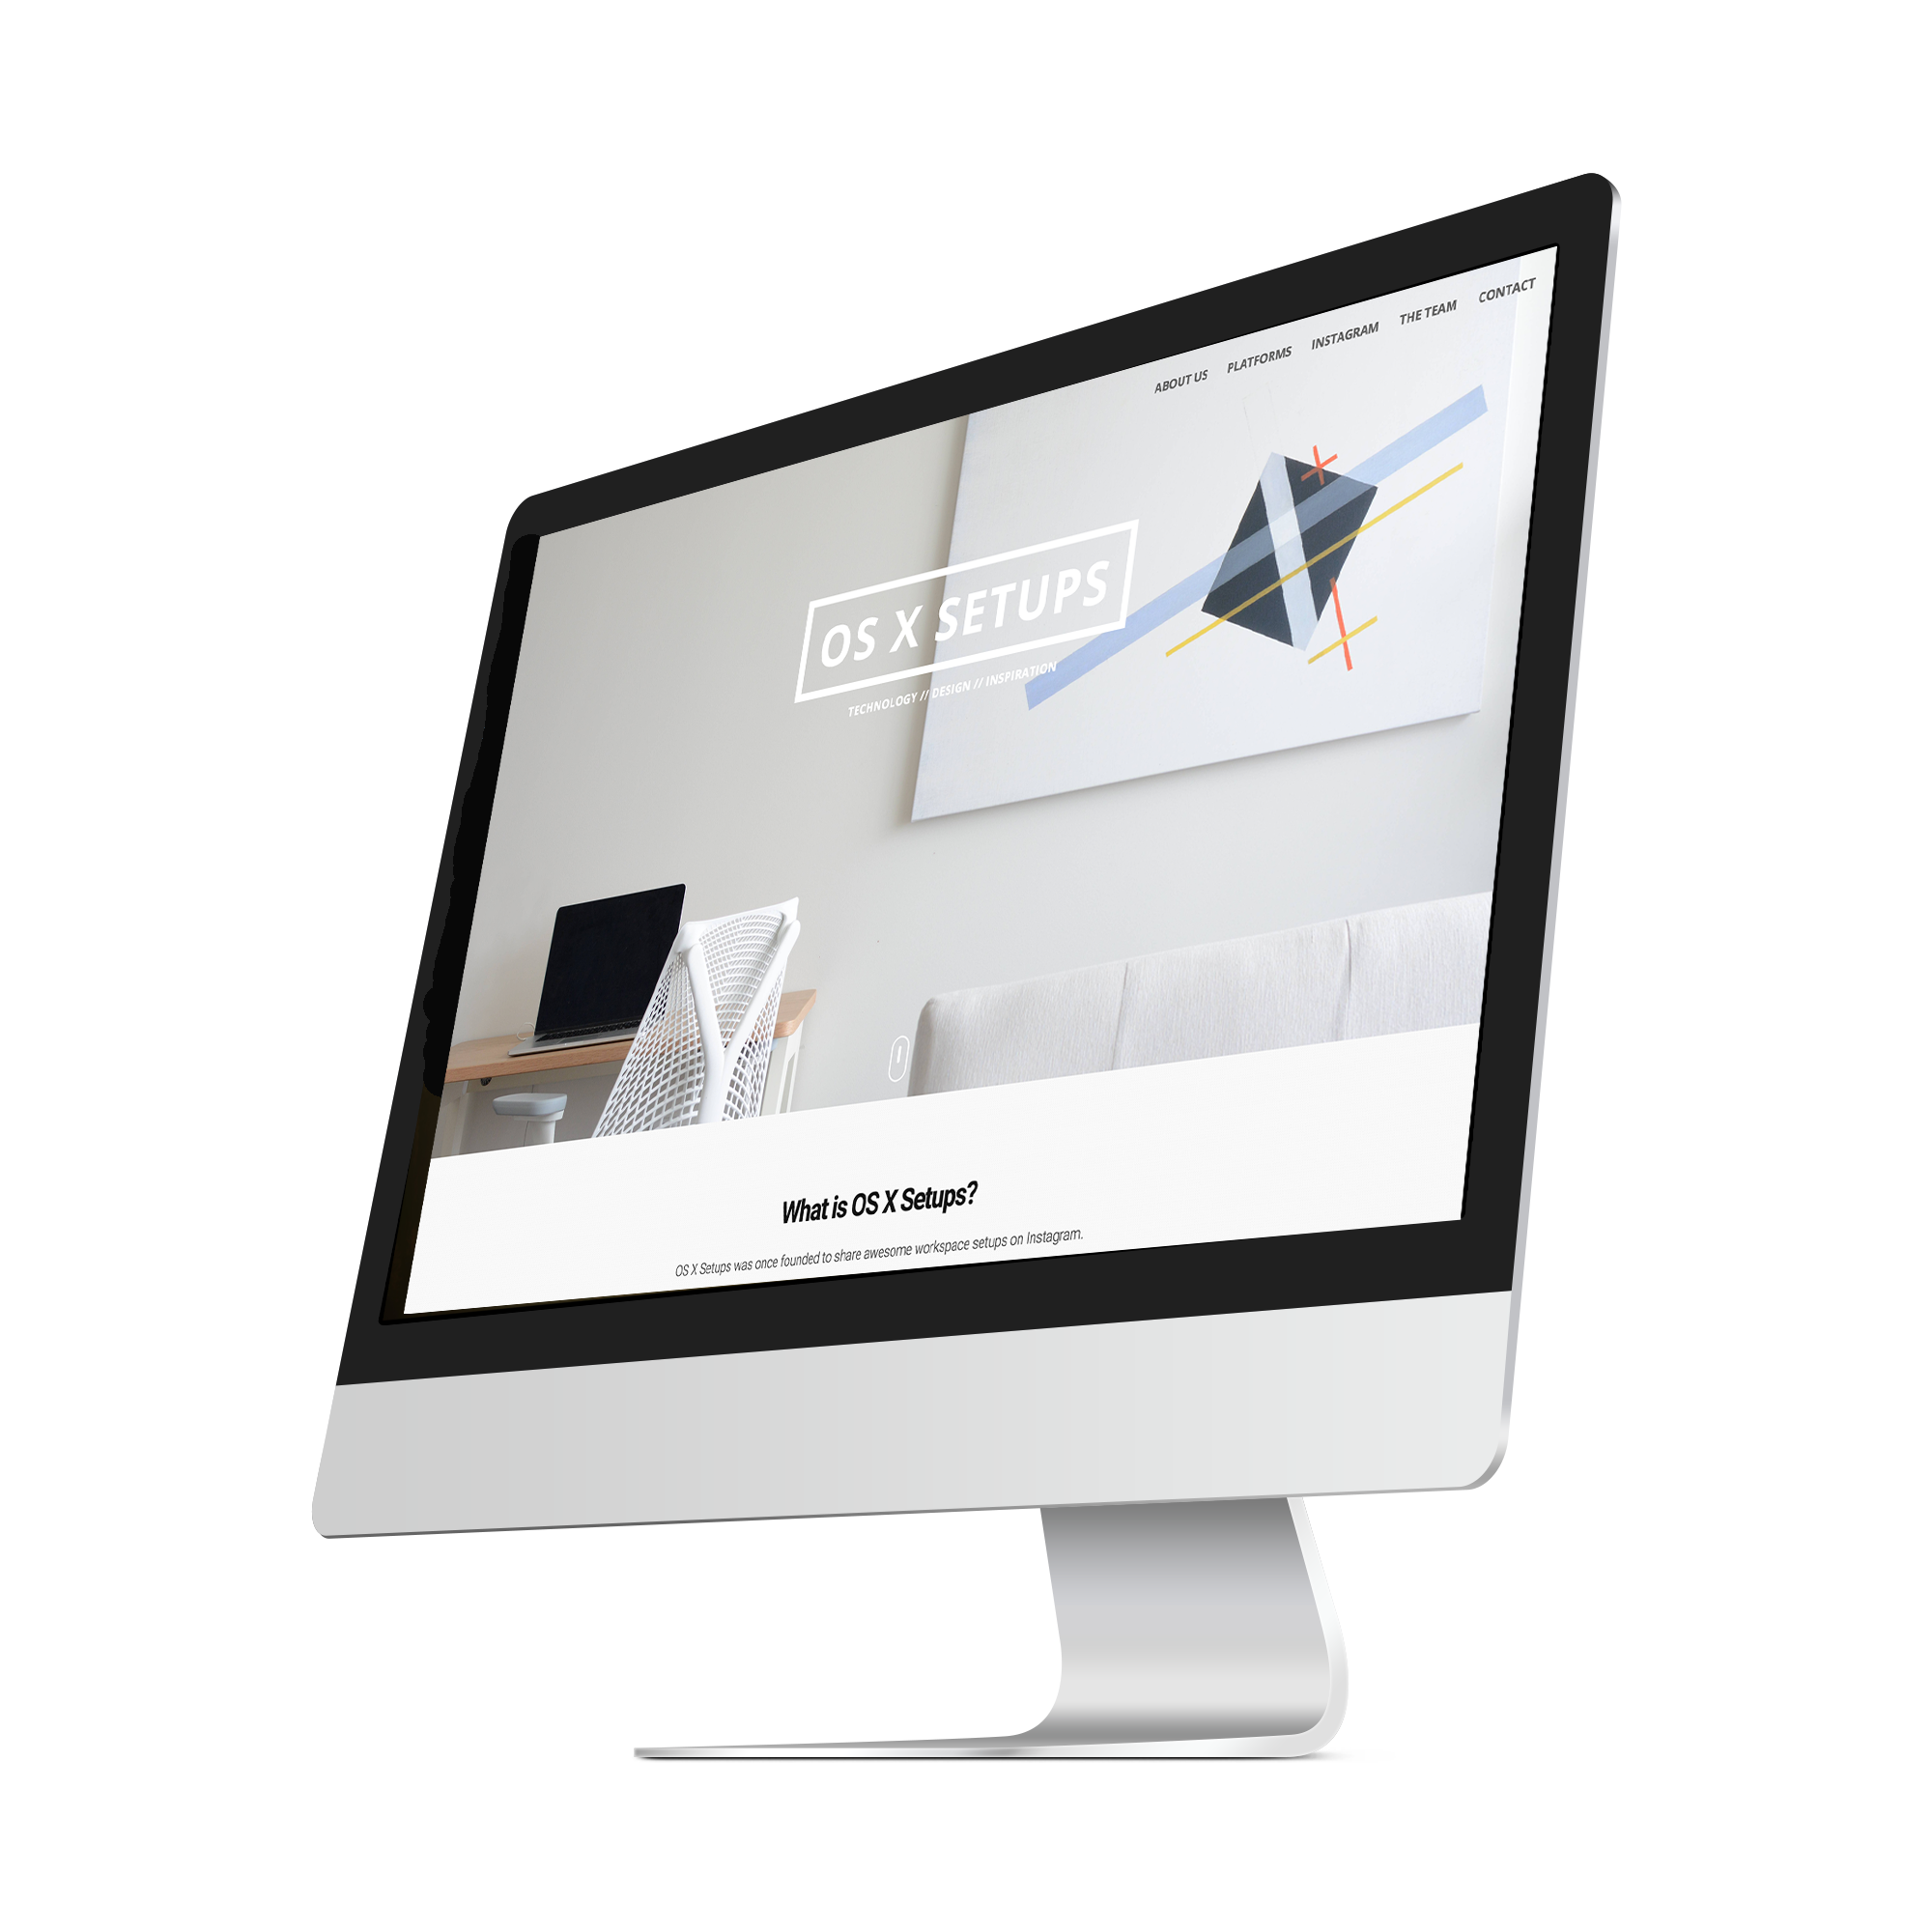 ABOUT US PLATFORMS INSTAGRAM THE TEAM CONTACT
OS X SETUPS
TECHNOLOGY // DESIGN // INSPIRATION
What is OS X Setups?
OS X Setups was once founded to share awesome workspace setups on Instagram.